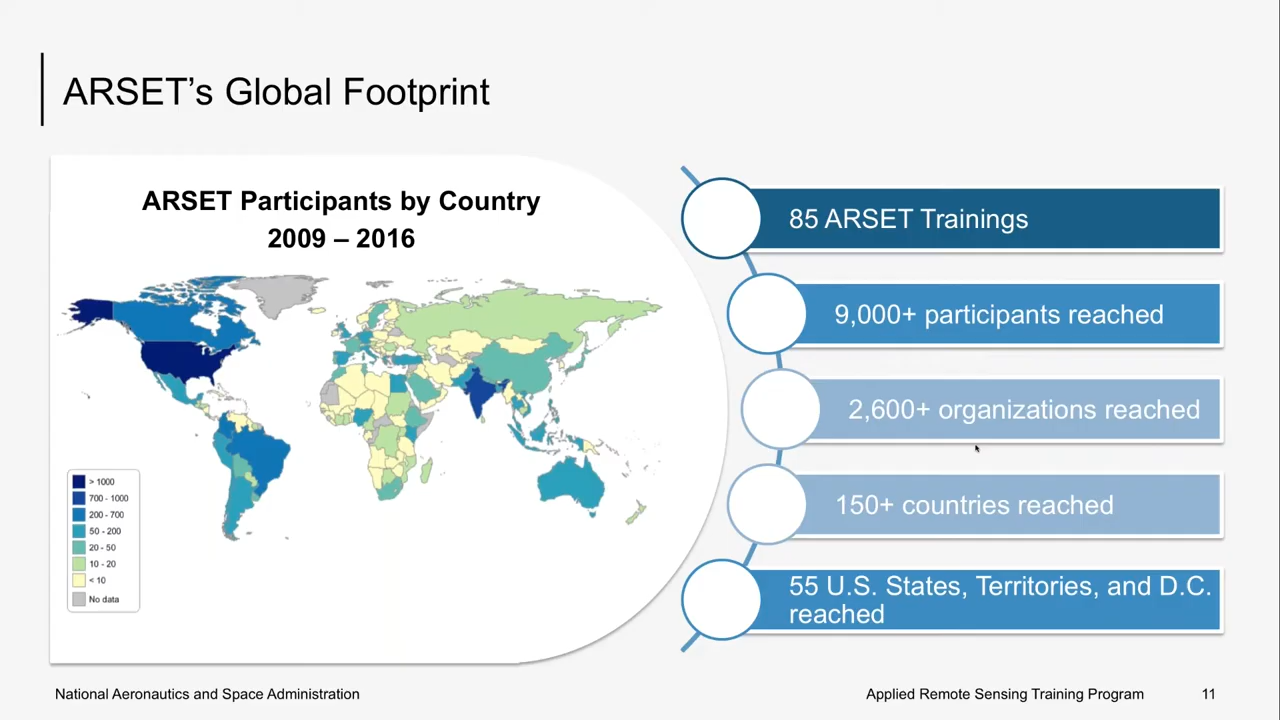 ARSET’s Global Footprint
ARSET Participants by Country
2009 – 2016
> 1000
700 - 1000
200 - 700
50 - 200
20 - 50
10 - 20
< 10
No data
85 ARSET Trainings
9,000+ participants reached
2,600+ organizations reached
150+ countries reached
55 U.S. States, Territories, and D.C.
reached
National Aeronautics and Space Administration
Applied Remote Sensing Training Program
11